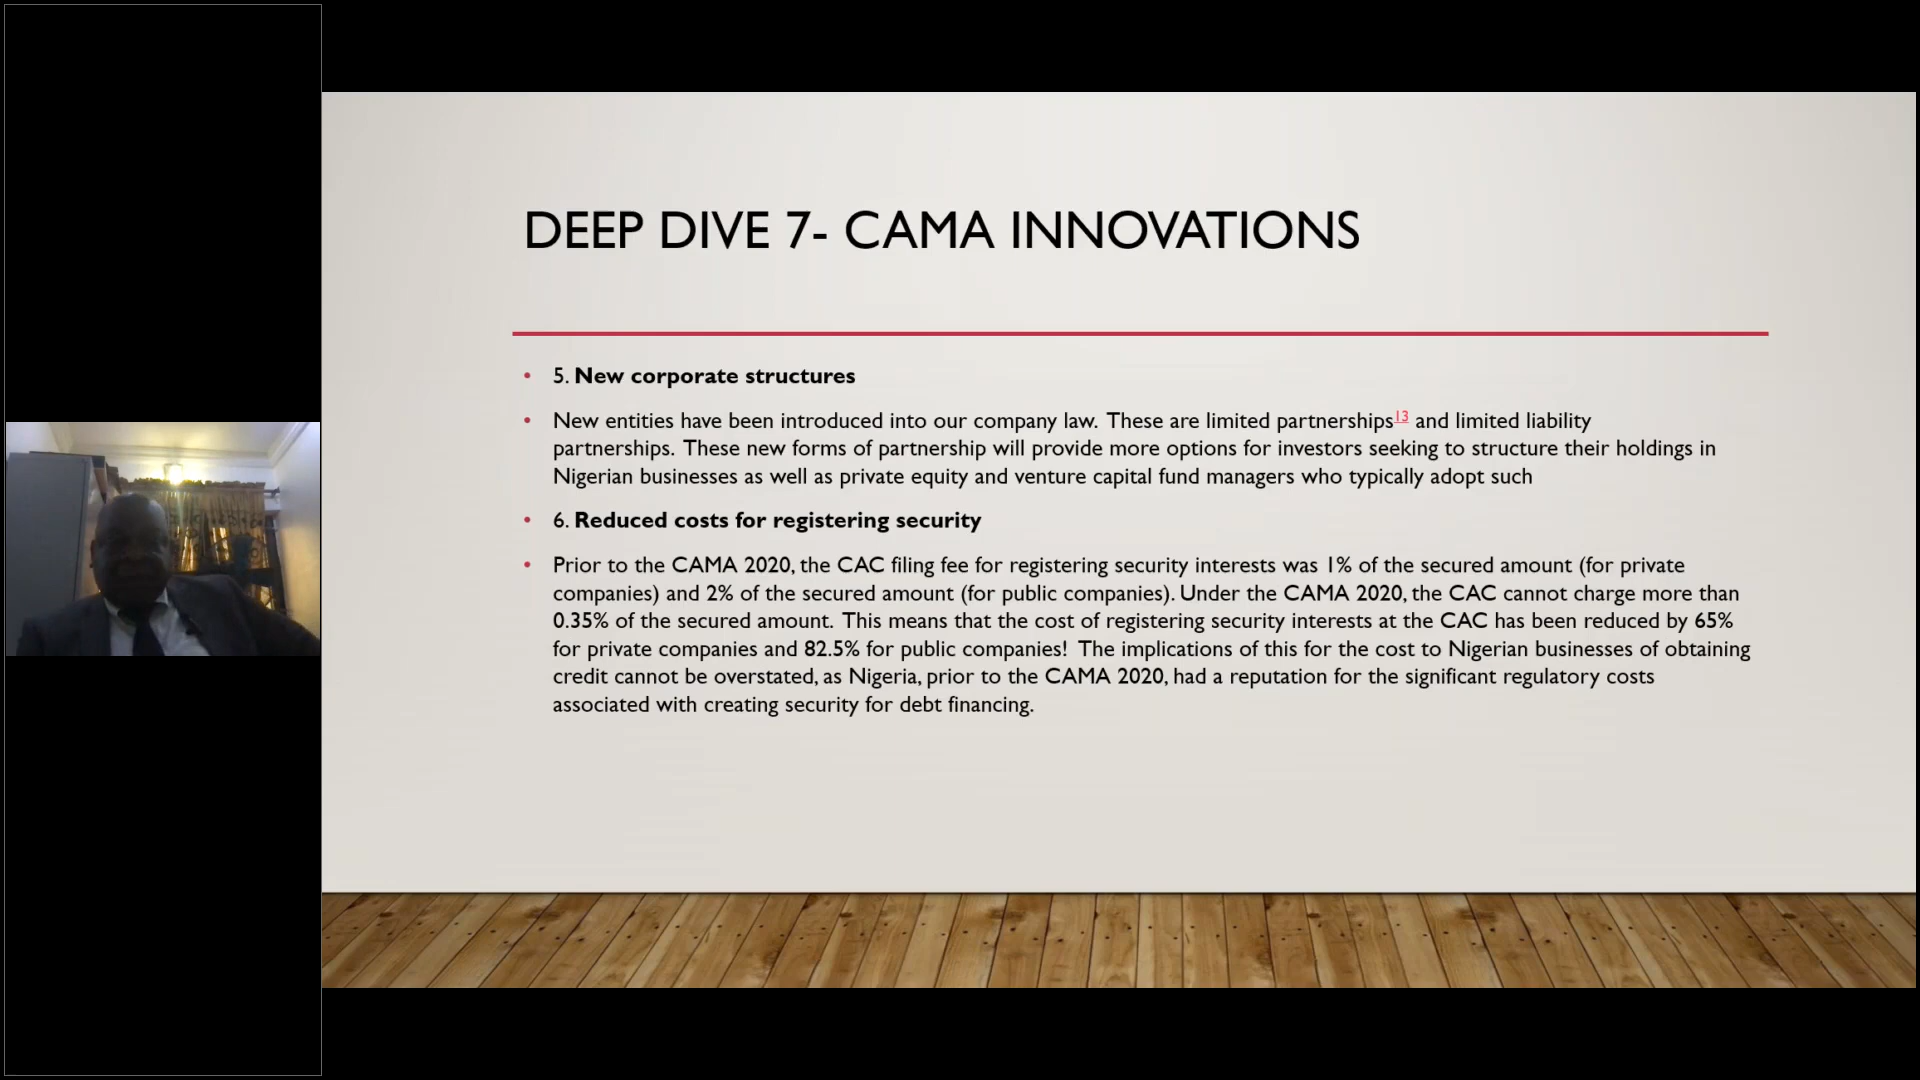 DEEP DIVE 7- CAMA INNOVATIONS
• 5. New corporate structures
• New entities have been introduced into our company law. These are limited partnerships13 and limited liability
partnerships. These new forms of partnership will provide more options for investors seeking to structure their holdings in
Nigerian businesses as well as private equity and venture capital fund managers who typically adopt such
• 6. Reduced costs for registering security
• Prior to the CAMA 2020, the CAC filing fee for registering security interests was 1% of the secured amount (for private
companies) and 2% of the secured amount (for public companies). Under the CAMA 2020, the CAC cannot charge more than
0.35% of the secured amount. This means that the cost of registering security interests at the CAC has been reduced by 65%
for private companies and 82.5% for public companies! The implications of this for the cost to Nigerian businesses of obtaining
credit cannot be overstated, as Nigeria, prior to the CAMA 2020, had a reputation for the significant regulatory costs
associated with creating security for debt financing.